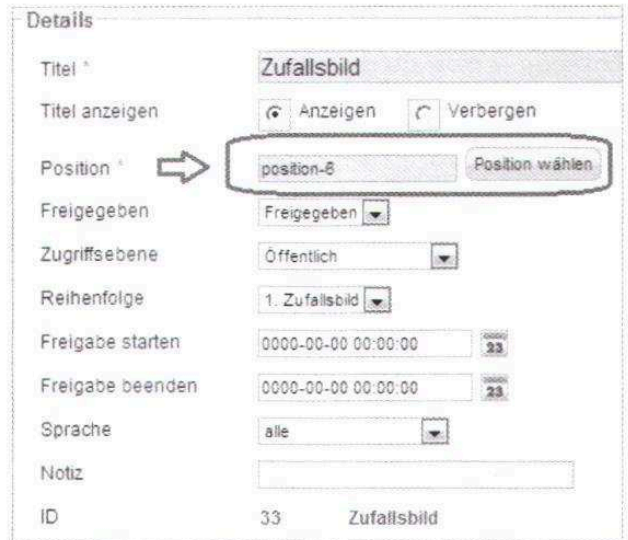 Details
Titel * Zufallsbild
Titel anzeigen Anzeigen Verbergen
Position * position-6 Position wählen
Freigegeben Freigegeben
Zugriffsebene Öffentlich
Reihenfolge 1. Zufallsbild
Freigabe starten 0000-00-00 00:00:00 23
Freigabe beenden 0000-00-00 00:00:00 23
Sprache alle
Notiz
ID 33 Zufallsbild